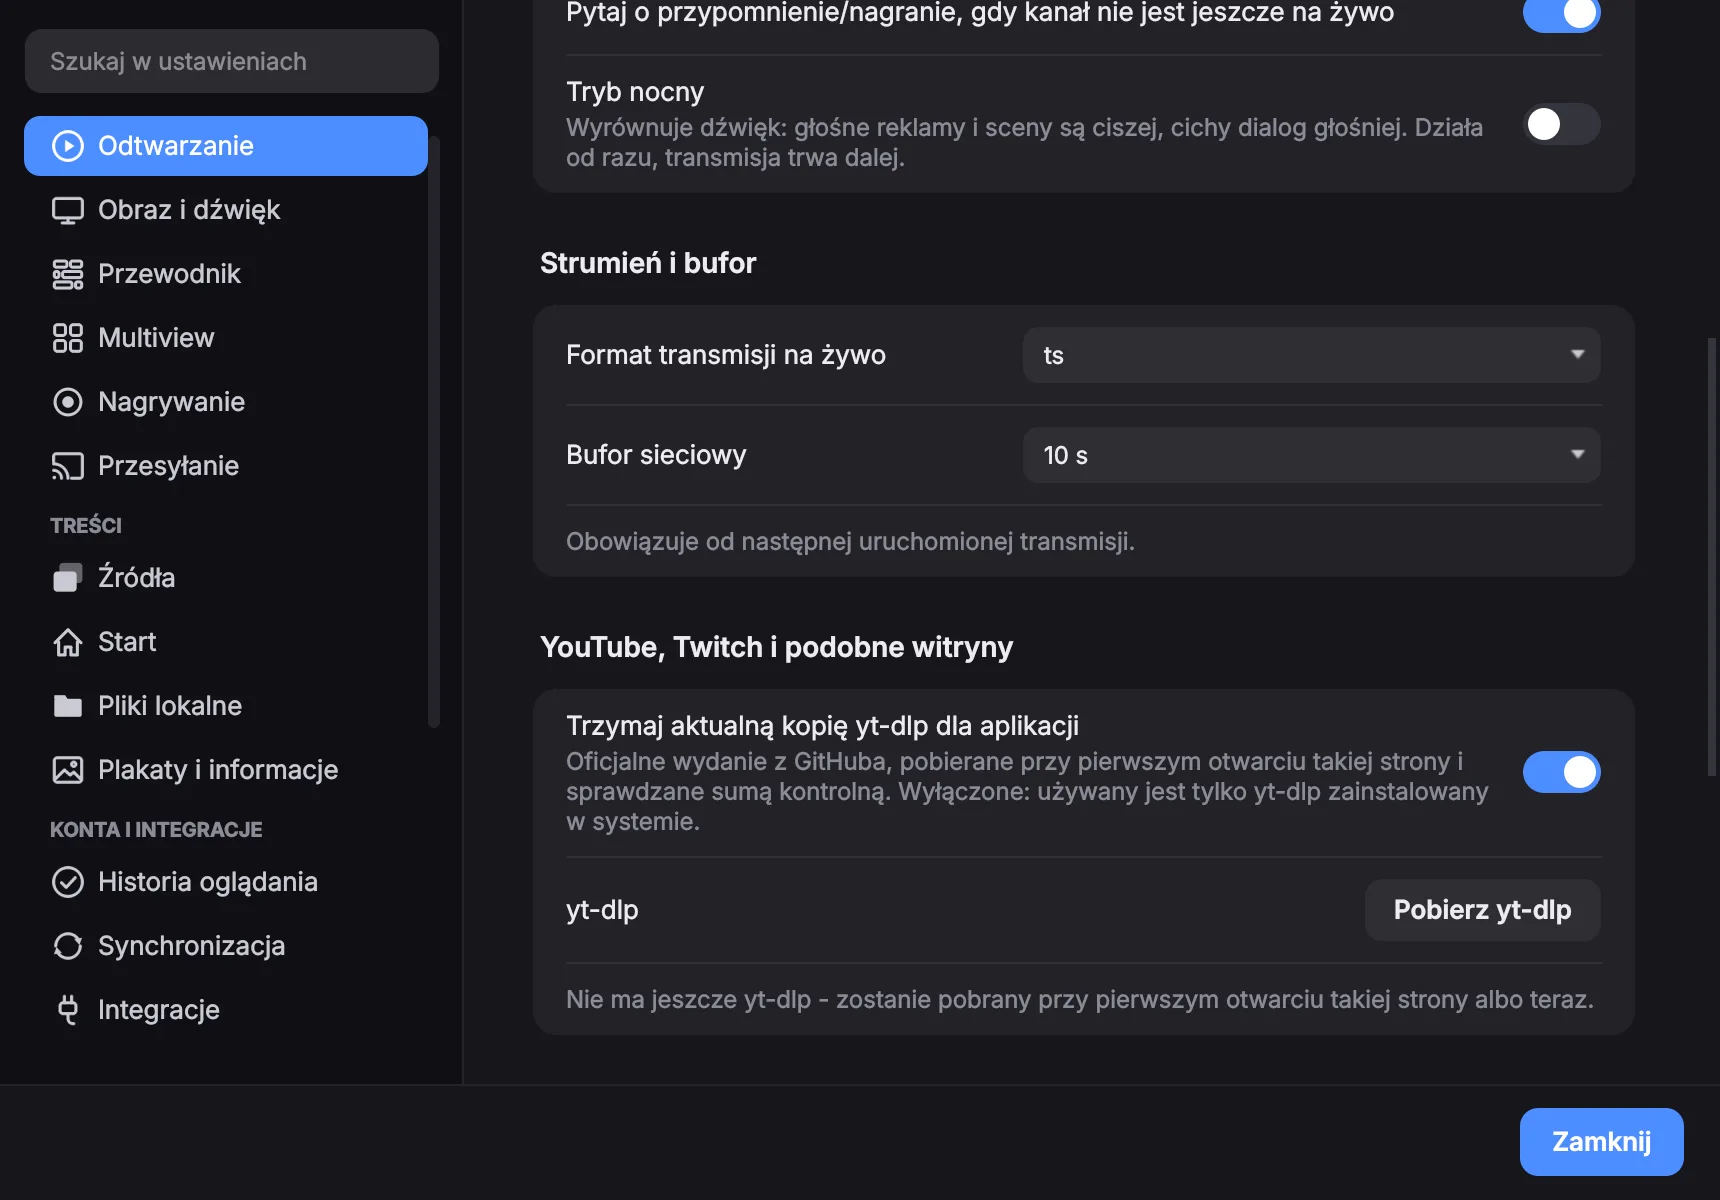 Szukaj w ustawieniach
Odtwarzanie
Obraz i dźwięk
Przewodnik
Multiview
Nagrywanie
Przesyłanie
TREŚCI
Źródła
Start
Pliki lokalne
Plakaty i informacje
KONTA I INTEGRACJE
Historia oglądania
Synchronizacja
Integracje
Pytaj o przypomnienie/nagranie, gdy kanał nie jest jeszcze na żywo
Tryb nocny
Wyrównuje dźwięk: głośne reklamy i sceny są ciszej, cichy dialog głośniej. Działa
od razu, transmisja trwa dalej.
Strumień i bufor
Format transmisji na żywo
ts
Bufor sieciowy
10 s
Obowiązuje od następnej uruchomionej transmisji.
YouTube, Twitch i podobne witryny
Trzymaj aktualną kopię yt-dlp dla aplikacji
Oficjalne wydanie z GitHuba, pobierane przy pierwszym otwarciu takiej strony i
sprawdzane sumą kontrolną. Wyłączone: używany jest tylko yt-dlp zainstalowany
w systemie.
yt-dlp
Pobierz yt-dlp
Nie ma jeszcze yt-dlp - zostanie pobrany przy pierwszym otwarciu takiej strony albo teraz.
Zamknij